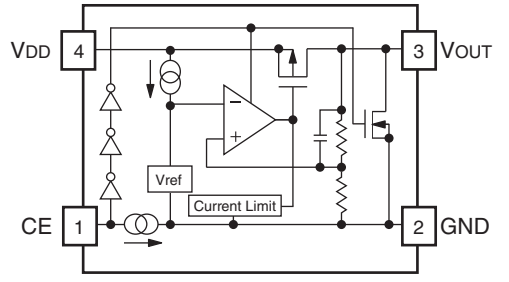 VDD 4
3 VOUT
−
+
Vref
Current Limit
CE 1
2 GND